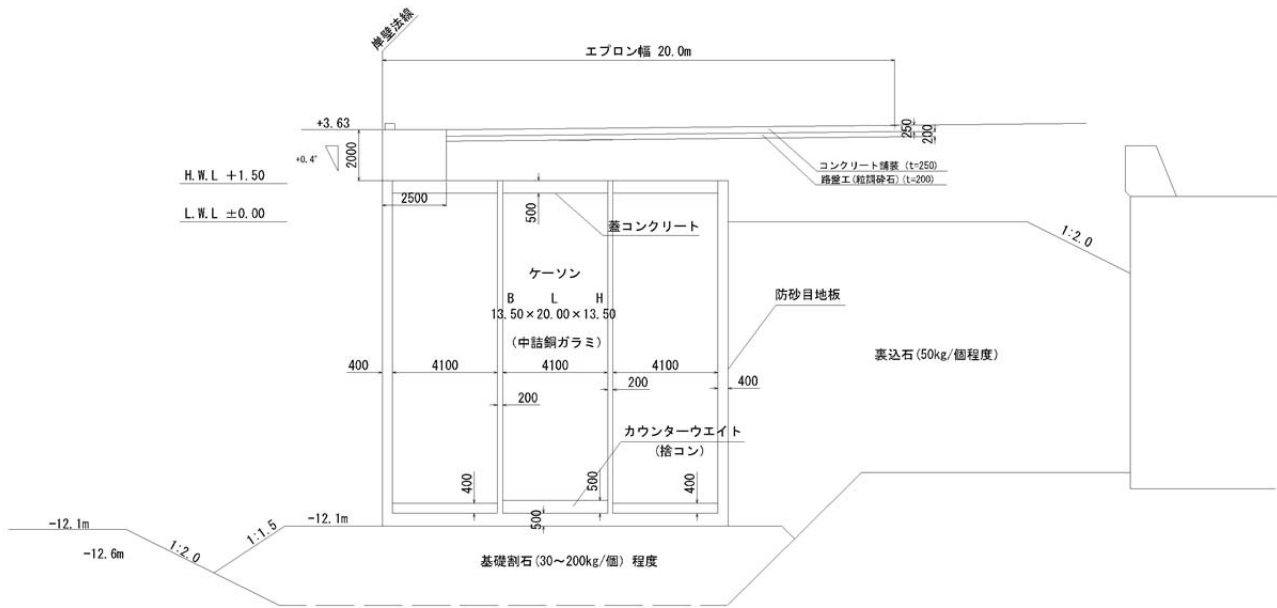 岸壁法線
エプロン幅 20.0m
+3.63
250
200
2000
+0.4"
コンクリート舗装 (t=250)
路盤工(粒調砕石)(t=200)
H.W.L +1.50
2500
500
L.W.L ±0.00
蓋コンクリート
1:2.0
ケーソン
B L H
13.50×20.00×13.50
(中詰銅ガラミ)
防砂目地板
裏込石(50kg/個程度)
400
4100
4100
4100
400
200
200
カウンターウエイト
(捨コン)
400
500
400
500
-12.1m
-12.1m
1:1.5
1:2.0
-12.6m
基礎割石(30～200kg/個) 程度